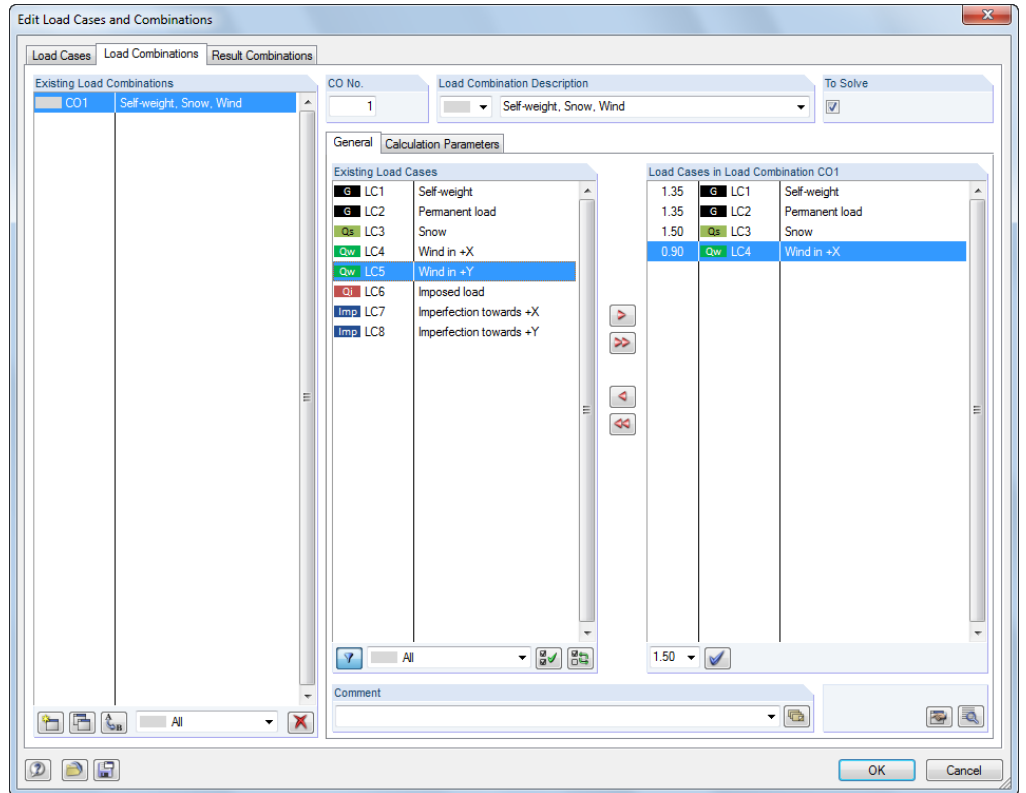 Edit Load Cases and Combinations
Load Cases Load Combinations Result Combinations
Existing Load Combinations
CO1 Self-weight, Snow, Wind
All
CO No.
1
Load Combination Description
Self-weight, Snow, Wind
To Solve
General Calculation Parameters
Existing Load Cases
G LC1 Self-weight
G LC2 Permanent load
Qs LC3 Snow
Qw LC4 Wind in +X
Qw LC5 Wind in +Y
Qi LC6 Imposed load
Imp LC7 Imperfection towards +X
Imp LC8 Imperfection towards +Y
All
Load Cases in Load Combination CO1
1.35 G LC1 Self-weight
1.35 G LC2 Permanent load
1.50 Qs LC3 Snow
0.90 Qw LC4 Wind in +X
1.50
Comment
OK Cancel